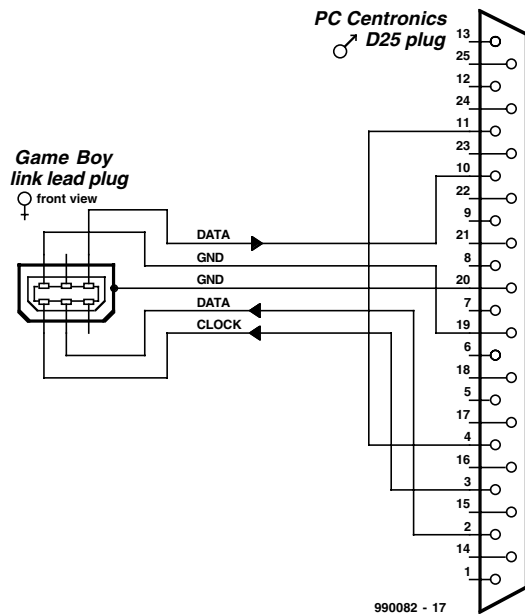 PC Centronics
D25 plug
13
25
12
24
11
23
10
22
9
21
8
20
7
19
6
18
5
17
4
16
3
15
2
14
1
Game Boy
link lead plug
front view
DATA
GND
GND
DATA
CLOCK
990082 - 17